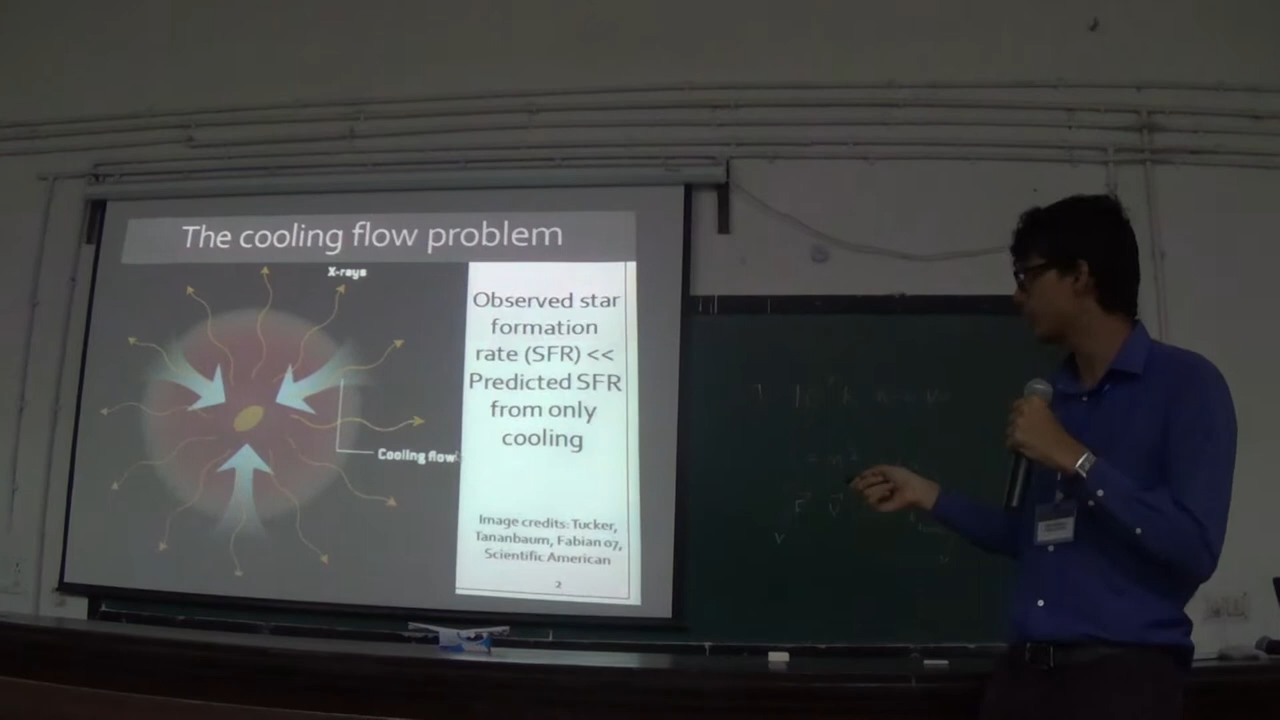 The cooling flow problem
X-rays
Cooling flow
Observed star
formation
rate (SFR) <<
Predicted SFR
from only
cooling
Image credits: Tucker,
Tananbaum, Fabian 07,
Scientific American
2